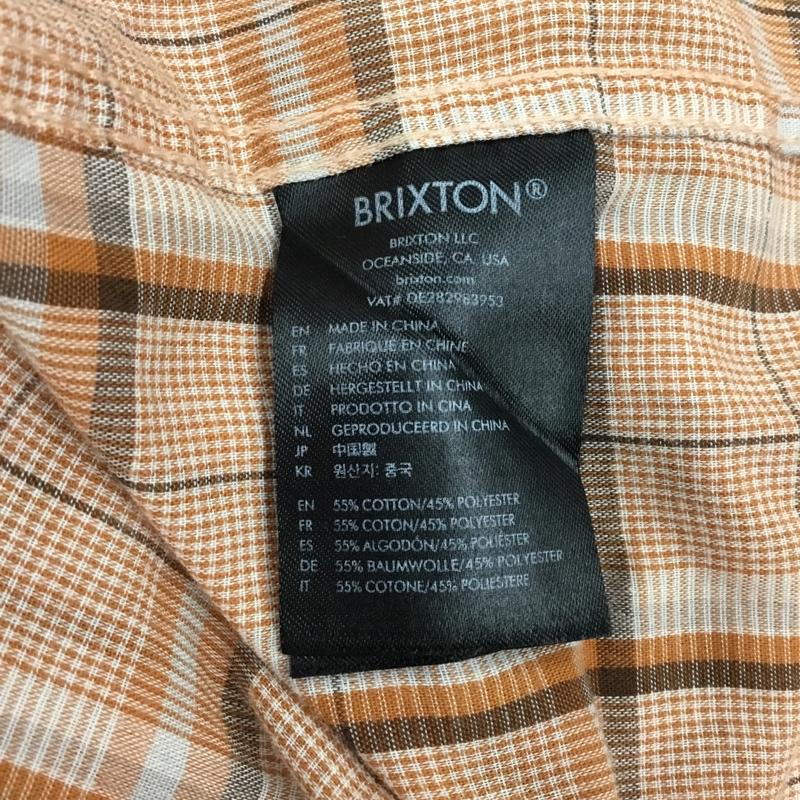 BRIXTON®
BRIXTON LLC
OCEANSIDE, CA, USA
brixton.com
VAT# DE282983953
EN MADE IN CHINA
FR FABRIQUE EN CHINE
ES HECHO EN CHINA
DE HERGESTELLT IN CHINA
IT PRODOTTO IN CINA
NL GEPRODUCEERD IN CHINA
JP 中国製
KR 원산지: 중국
EN 55% COTTON/45% POLYESTER
FR 55% COTON/45% POLYESTER
ES 55% ALGODÓN/45% POLIESTER
DE 55% BAUMWOLLE/45% POLYESTER
IT 55% COTONE/45% POLIESTERE